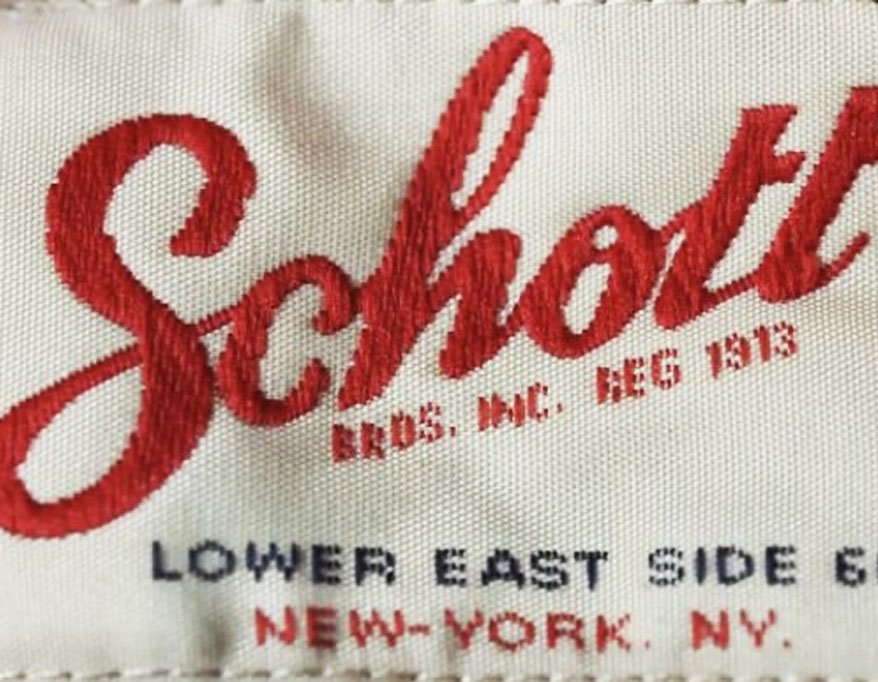 Schott
BROS. INC. REG 1913
LOWER EAST SIDE
NEW-YORK. NY.